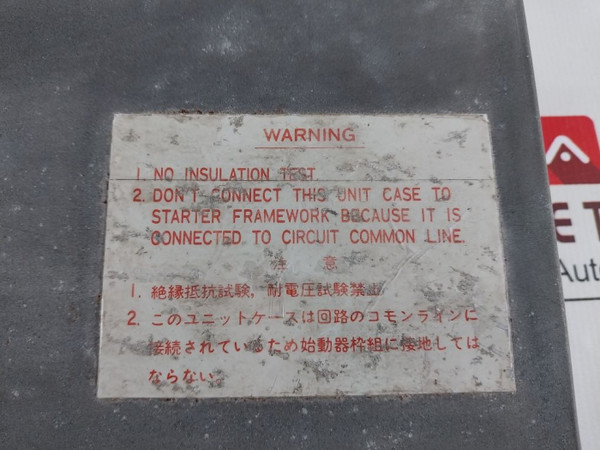 WARNING
1. NO INSULATION TEST
2. DON'T CONNECT THIS UNIT CASE TO
STARTER FRAMEWORK BECAUSE IT IS
CONNECTED TO CIRCUIT COMMON LINE.
注 意
1. 絶縁抵抗試験，耐電圧試験禁止
2. このユニットケースは回路のコモンラインに
接続されているため始動器枠組に接地しては
ならない。
ET
Auto